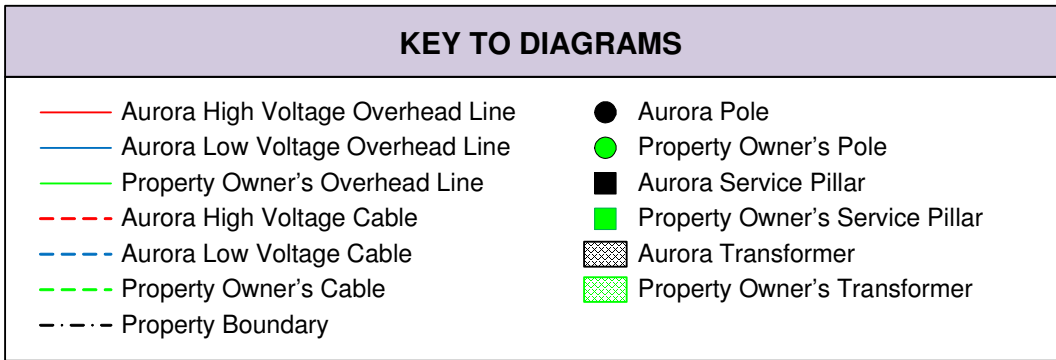 KEY TO DIAGRAMS
Aurora High Voltage Overhead Line
Aurora Low Voltage Overhead Line
Property Owner's Overhead Line
Aurora High Voltage Cable
Aurora Low Voltage Cable
Property Owner's Cable
Property Boundary
Aurora Pole
Property Owner's Pole
Aurora Service Pillar
Property Owner's Service Pillar
Aurora Transformer
Property Owner's Transformer